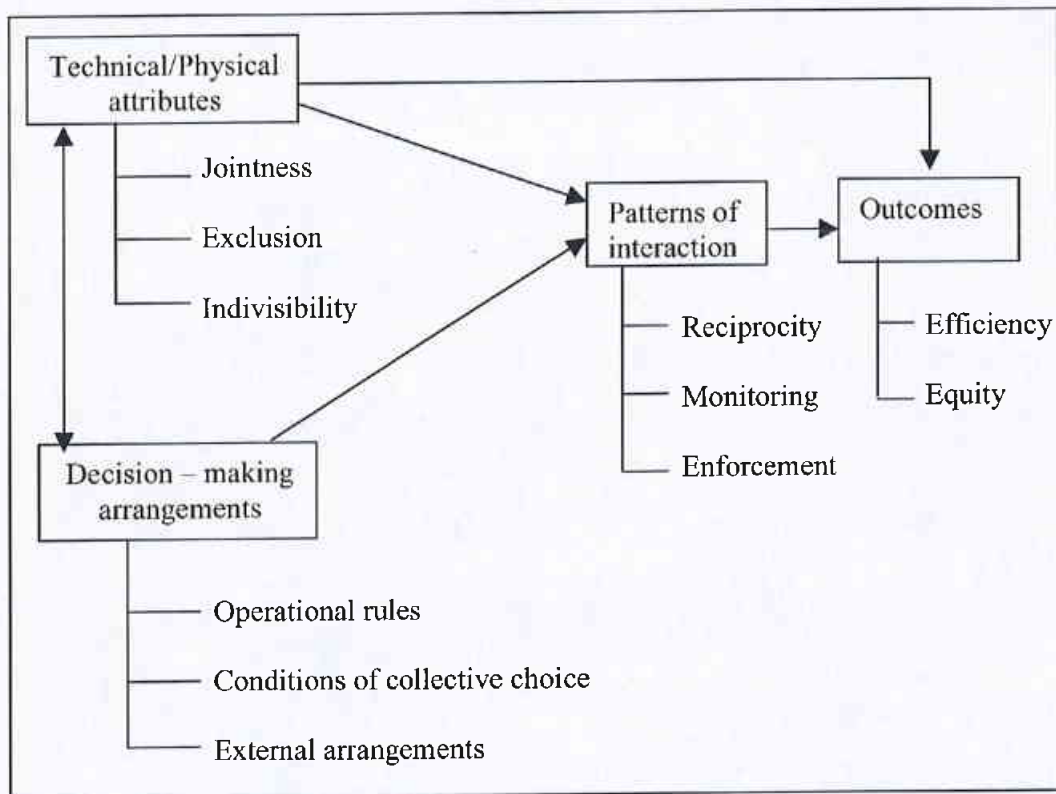 Technical/Physical
attributes
Jointness
Exclusion
Indivisibility
Patterns of
interaction
Outcomes
Reciprocity
Monitoring
Enforcement
Efficiency
Equity
Decision – making
arrangements
Operational rules
Conditions of collective choice
External arrangements